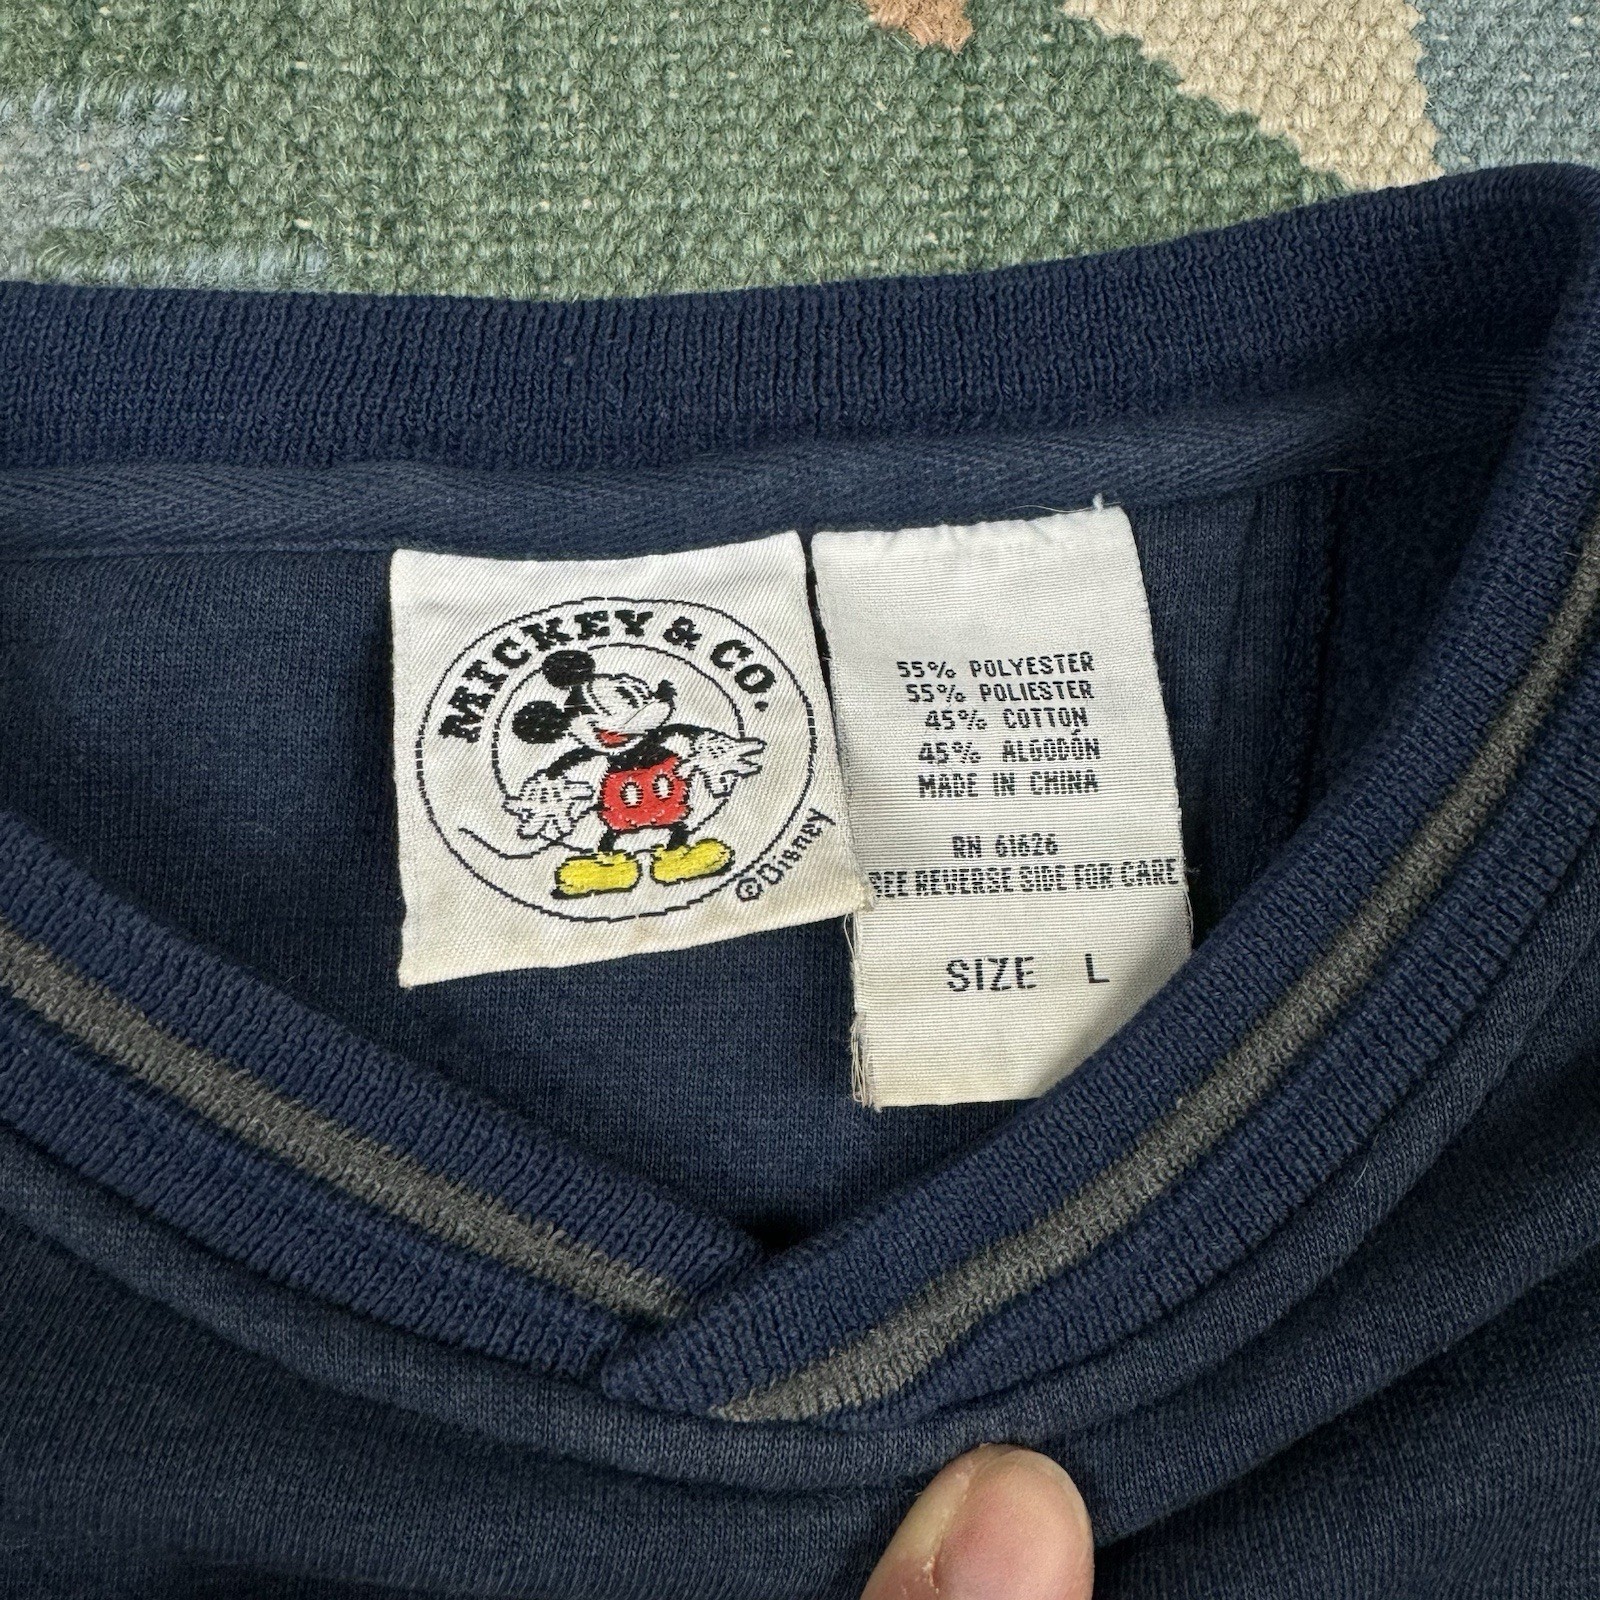 MICKEY & CO.
©Disney
55% POLYESTER
55% POLIESTER
45% COTTON
45% ALGODÓN
MADE IN CHINA
RN 61626
SEE REVERSE SIDE FOR CARE
SIZE L